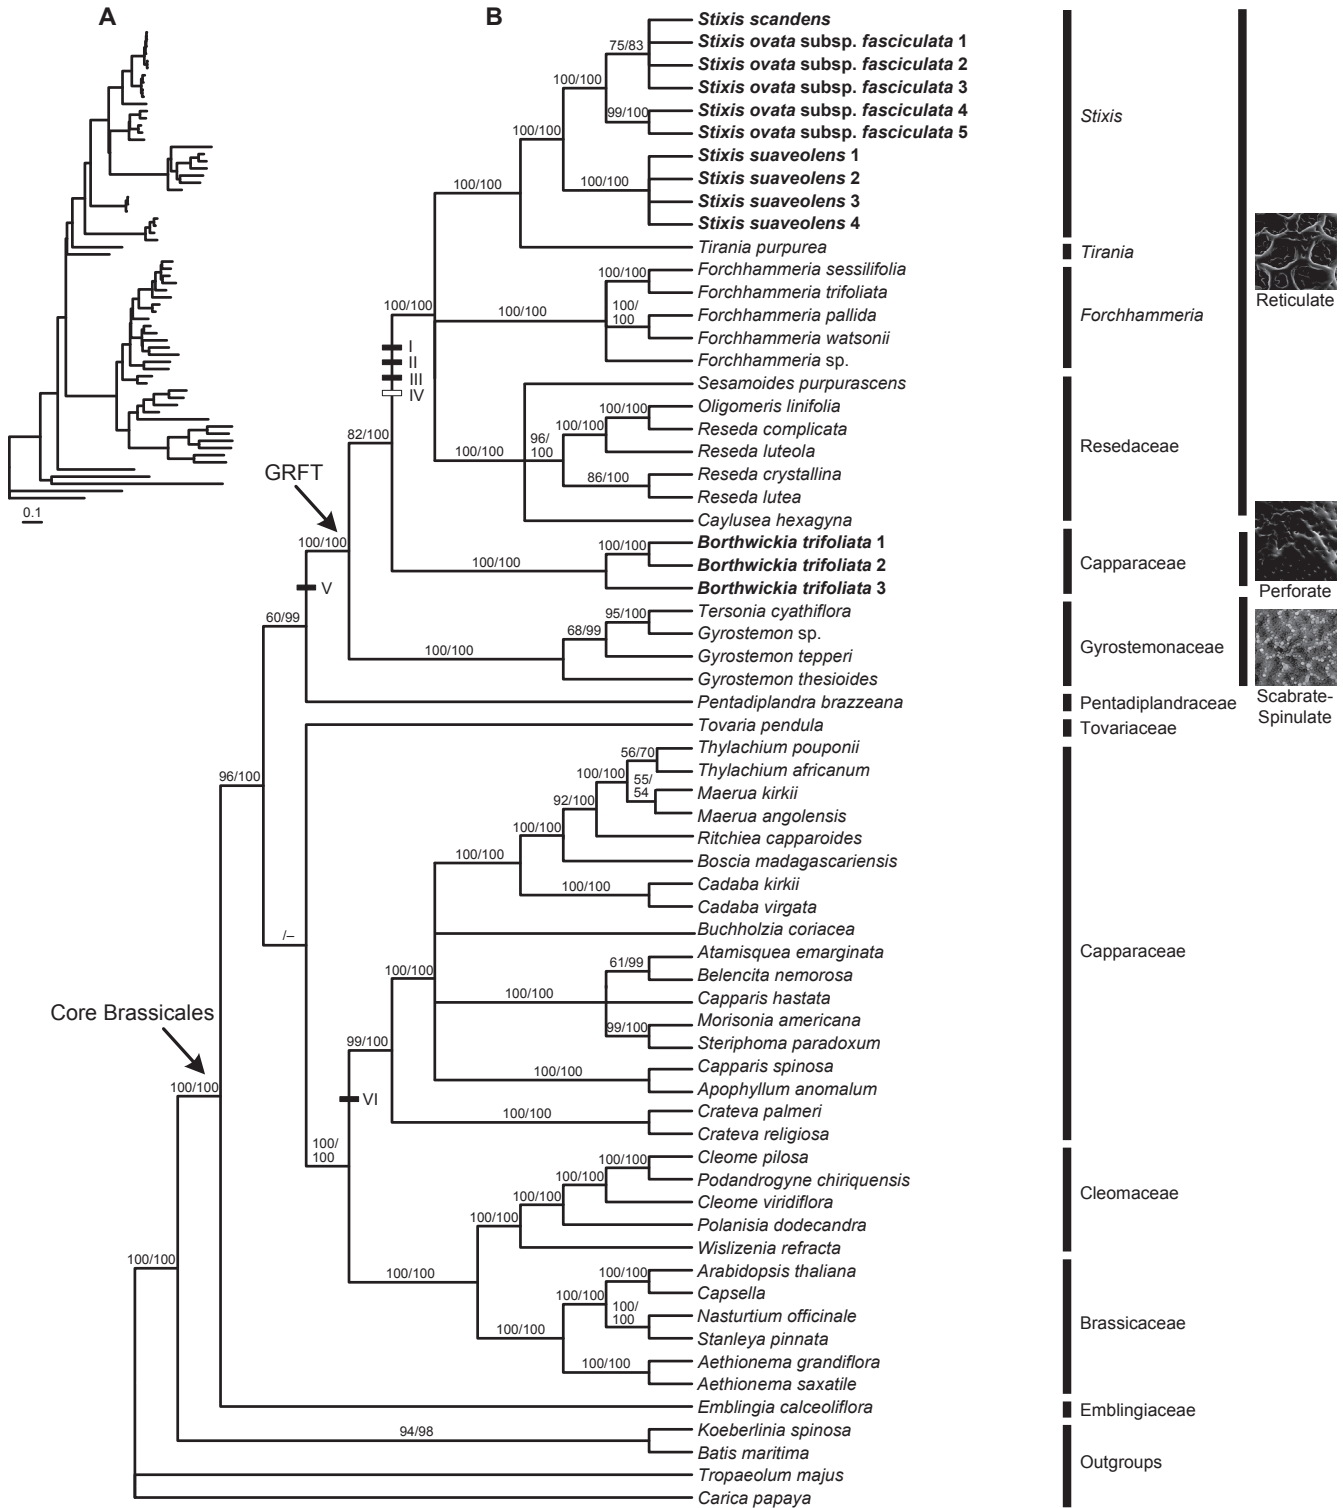 A
B
0.1
GRFT
Core Brassicales
Stixis scandens
Stixis ovata subsp. fasciculata 1
Stixis ovata subsp. fasciculata 2
Stixis ovata subsp. fasciculata 3
Stixis ovata subsp. fasciculata 4
Stixis ovata subsp. fasciculata 5
Stixis suaveolens 1
Stixis suaveolens 2
Stixis suaveolens 3
Stixis suaveolens 4
Tirania purpurea
Forchhammeria sessilifolia
Forchhammeria trifoliata
Forchhammeria pallida
Forchhammeria watsonii
Forchhammeria sp.
Sesamoides purpurascens
Oligomeris linifolia
Reseda complicata
Reseda luteola
Reseda crystallina
Reseda lutea
Caylusea hexagyna
Borthwickia trifoliata 1
Borthwickia trifoliata 2
Borthwickia trifoliata 3
Tersonia cyathiflora
Gyrostemon sp.
Gyrostemon tepperi
Gyrostemon thesioides
Pentadiplandra brazzeana
Tovaria pendula
Thylachium pouponii
Thylachium africanum
Maerua kirkii
Maerua angolensis
Ritchiea capparoides
Boscia madagascariensis
Cadaba kirkii
Cadaba virgata
Buchholzia coriacea
Atamisquea emarginata
Belencita nemorosa
Capparis hastata
Morisonia americana
Steriphoma paradoxum
Capparis spinosa
Apophyllum anomalum
Crateva palmeri
Crateva religiosa
Cleome pilosa
Podandrogyne chiriquensis
Cleome viridiflora
Polanisia dodecandra
Wislizenia refracta
Arabidopsis thaliana
Capsella
Nasturtium officinale
Stanleya pinnata
Aethionema grandiflora
Aethionema saxatile
Emblingia calceoliflora
Koeberlinia spinosa
Batis maritima
Tropaeolum majus
Carica papaya
75/83
100/100
99/100
100/100
100/100
100/100
100/100
100/100
100/
100
100/100
I
II
III
IV
100/100
100/100
96/
100
100/100
86/100
82/100
100/100
100/100
100/100
V
95/100
68/99
100/100
60/99
56/70
55/
54
100/100
92/100
100/100
100/100
100/100
96/100
/–
61/99
100/100
100/100
99/100
99/100
100/100
VI
100/100
100/100
100/
100
100/100
100/100
100/100
100/100
100/100
100/100
100/100
100/
100
100/100
100/100
100/100
94/98
Stixis
Tirania
Forchhammeria
Resedaceae
Capparaceae
Gyrostemonaceae
Pentadiplandraceae
Tovariaceae
Capparaceae
Cleomaceae
Brassicaceae
Emblingiaceae
Outgroups
Reticulate
Perforate
Scabrate-
Spinulate